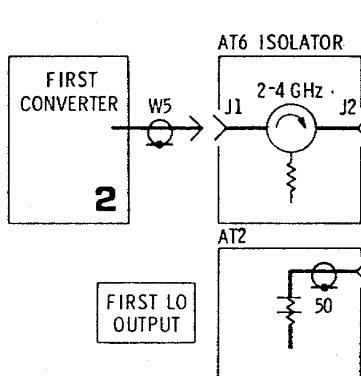 AT6 ISOLATOR
FIRST
CONVERTER
W5
J1
2-4 GHz
J2
2
AT2
FIRST LO
OUTPUT
50